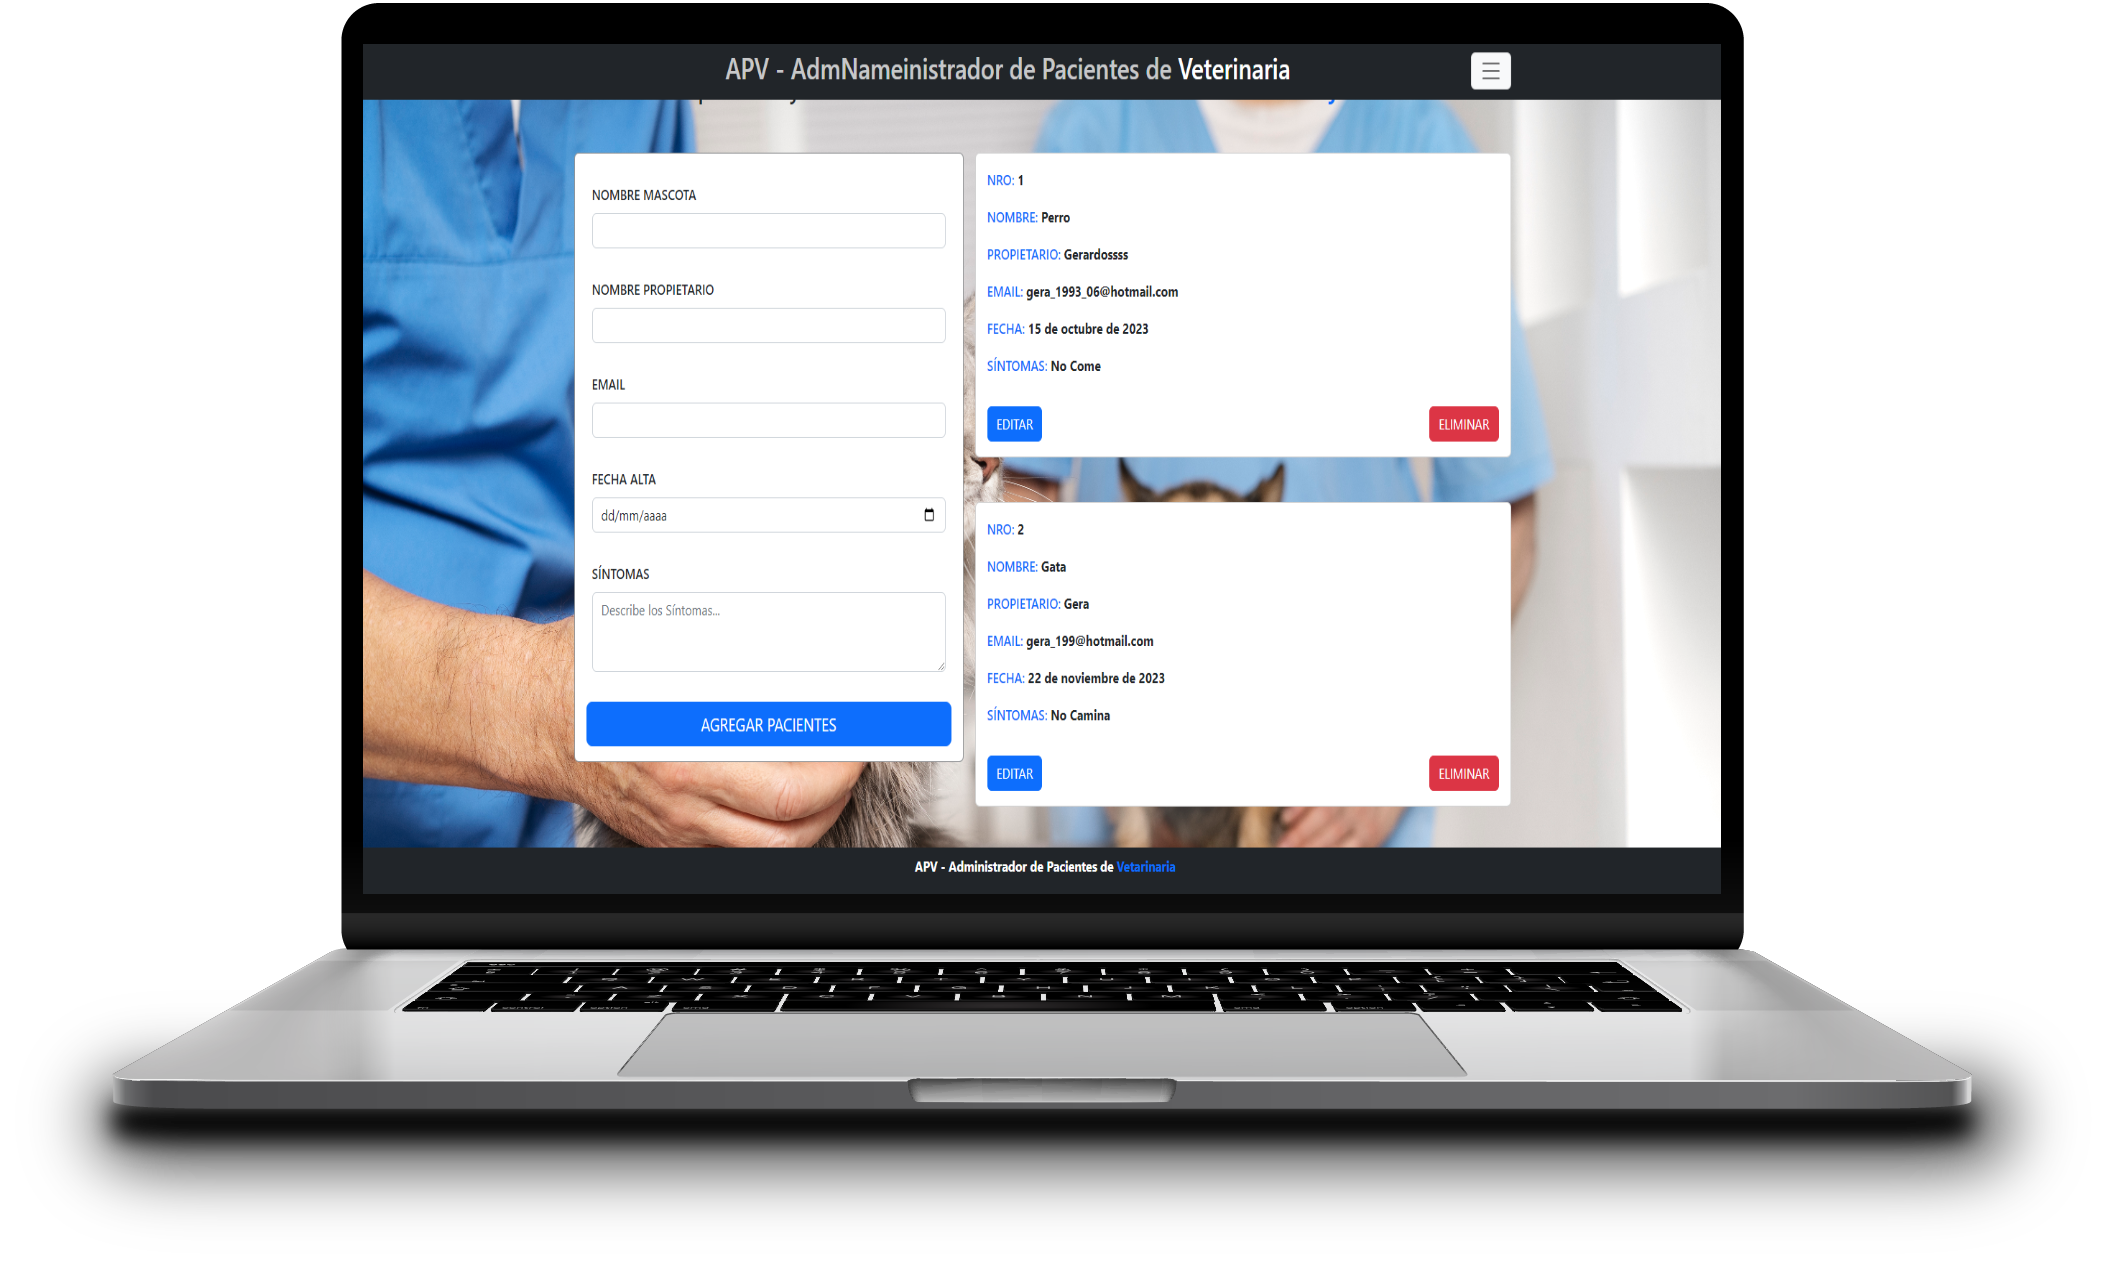 APV - AdmNameinistrador de Pacientes de Veterinaria
NOMBRE MASCOTA
NOMBRE PROPIETARIO
EMAIL
FECHA ALTA
dd/mm/aaaa
SÍNTOMAS
Describe los Síntomas...
AGREGAR PACIENTES
NRO: 1
NOMBRE: Perro
PROPIETARIO: Gerardossss
EMAIL: gera_1993_06@hotmail.com
FECHA: 15 de octubre de 2023
SÍNTOMAS: No Come
EDITAR
ELIMINAR
NRO: 2
NOMBRE: Gata
PROPIETARIO: Gera
EMAIL: gera_199@hotmail.com
FECHA: 22 de noviembre de 2023
SÍNTOMAS: No Camina
EDITAR
ELIMINAR
APV - Administrador de Pacientes de Vetarinaria